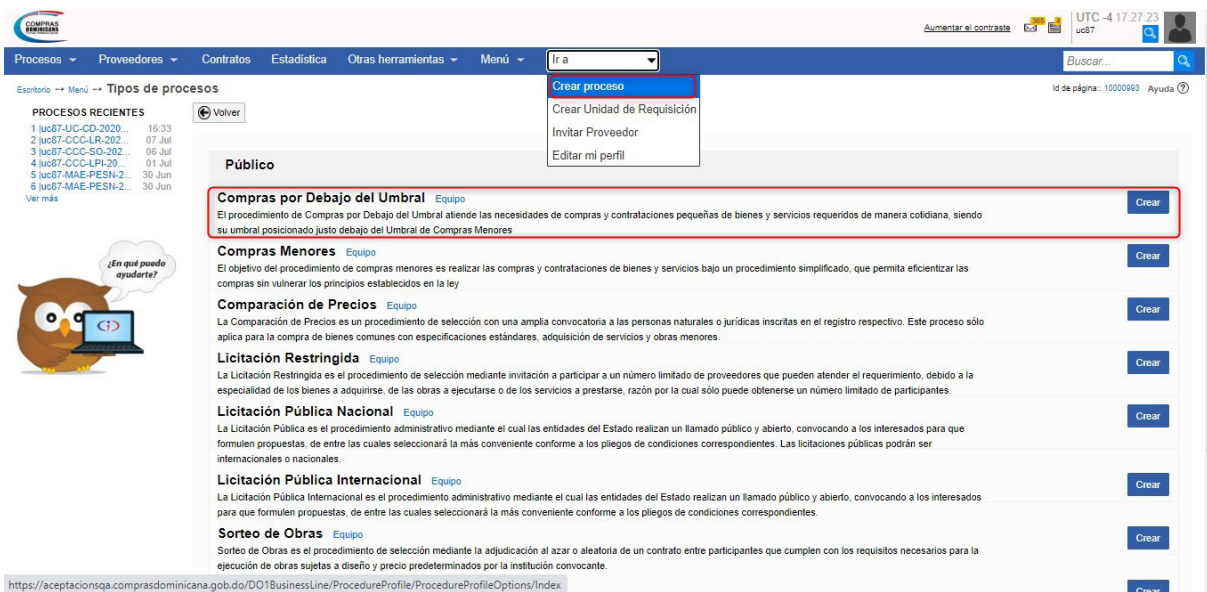 COMPRAS
DOMINICANA
Aumentar el contraste
365
4
UTC -4 17:27:23
uc87
Procesos
Proveedores
Contratos
Estadística
Otras herramientas
Menú
Ir a
Buscar...
Crear proceso
Crear Unidad de Requisición
Invitar Proveedor
Editar mi perfil
Escritorio → Menú → Tipos de procesos
Id de página:: 10000993 Ayuda
PROCESOS RECIENTES
1 |uc87-UC-CD-2020... 16:33
2 |uc87-CCC-LR-202... 07 Jul
3 |uc87-CCC-SO-202... 06 Jul
4 |uc87-CCC-LPI-20... 01 Jul
5 |uc87-MAE-PESN-2... 30 Jun
6 |uc87-MAE-PESN-2... 30 Jun
Ver más
¿En qué puedo
ayudarte?
Volver
Público
Compras por Debajo del Umbral Equipo
Crear
El procedimiento de Compras por Debajo del Umbral atiende las necesidades de compras y contrataciones pequeñas de bienes y servicios requeridos de manera cotidiana, siendo
su umbral posicionado justo debajo del Umbral de Compras Menores
Compras Menores Equipo
Crear
El objetivo del procedimiento de compras menores es realizar las compras y contrataciones de bienes y servicios bajo un procedimiento simplificado, que permita eficientizar las
compras sin vulnerar los principios establecidos en la ley
Comparación de Precios Equipo
Crear
La Comparación de Precios es un procedimiento de selección con una amplia convocatoria a las personas naturales o jurídicas inscritas en el registro respectivo. Este proceso sólo
aplica para la compra de bienes comunes con especificaciones estándares, adquisición de servicios y obras menores.
Licitación Restringida Equipo
Crear
La Licitación Restringida es el procedimiento de selección mediante invitación a participar a un número limitado de proveedores que pueden atender el requerimiento, debido a la
especialidad de los bienes a adquirirse, de las obras a ejecutarse o de los servicios a prestarse, razón por la cual sólo puede obtenerse un número limitado de participantes.
Licitación Pública Nacional Equipo
Crear
La Licitación Pública es el procedimiento administrativo mediante el cual las entidades del Estado realizan un llamado público y abierto, convocando a los interesados para que
formulen propuestas, de entre las cuales seleccionará la más conveniente conforme a los pliegos de condiciones correspondientes. Las licitaciones públicas podrán ser
internacionales o nacionales.
Licitación Pública Internacional Equipo
Crear
La Licitación Pública Internacional es el procedimiento administrativo mediante el cual las entidades del Estado realizan un llamado público y abierto, convocando a los interesados
para que formulen propuestas, de entre las cuales seleccionará la más conveniente conforme a los pliegos de condiciones correspondientes.
Sorteo de Obras Equipo
Crear
Sorteo de Obras es el procedimiento de selección mediante la adjudicación al azar o aleatoria de un contrato entre participantes que cumplen con los requisitos necesarios para la
ejecución de obras sujetas a diseño y precio predeterminados por la institución convocante.
Crear
https://aceptacionsqa.comprasdominicana.gob.do/DO1BusinessLine/ProcedureProfile/ProcedureProfileOptions/Index